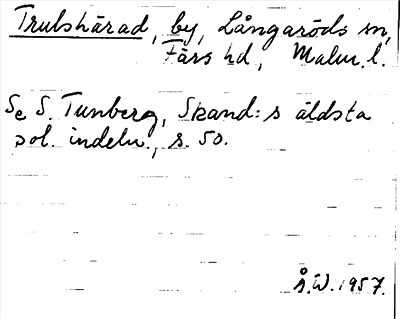 Trulshärad, by, Långaröds sn,
Färs hd, Malm. l.
Se S. Tunberg, Skand:s äldsta
pol. indeln., s. 50.
Å.W. 1957.